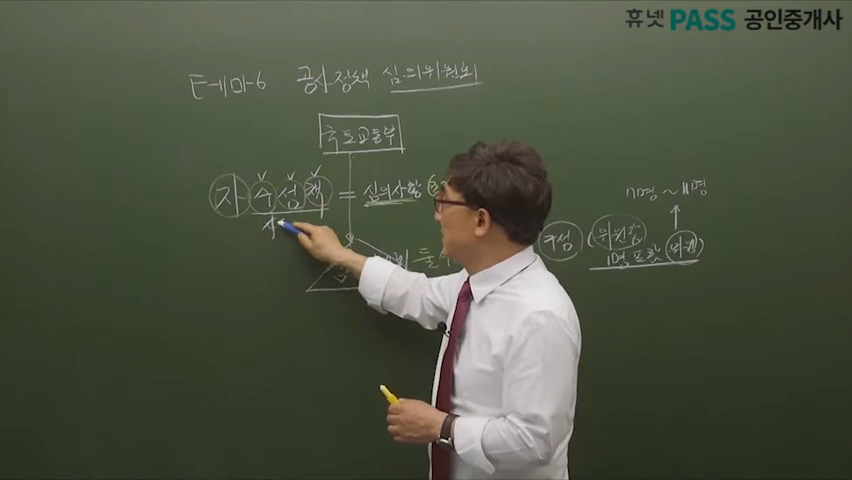 휴넷 PASS 공인중개사
테마-6 공사정책 심의위원회
국토교통부
자 수 성 책 = 심의사항
7명 ~ 11명
구성 ( 위원장
1명 포함 위원 )